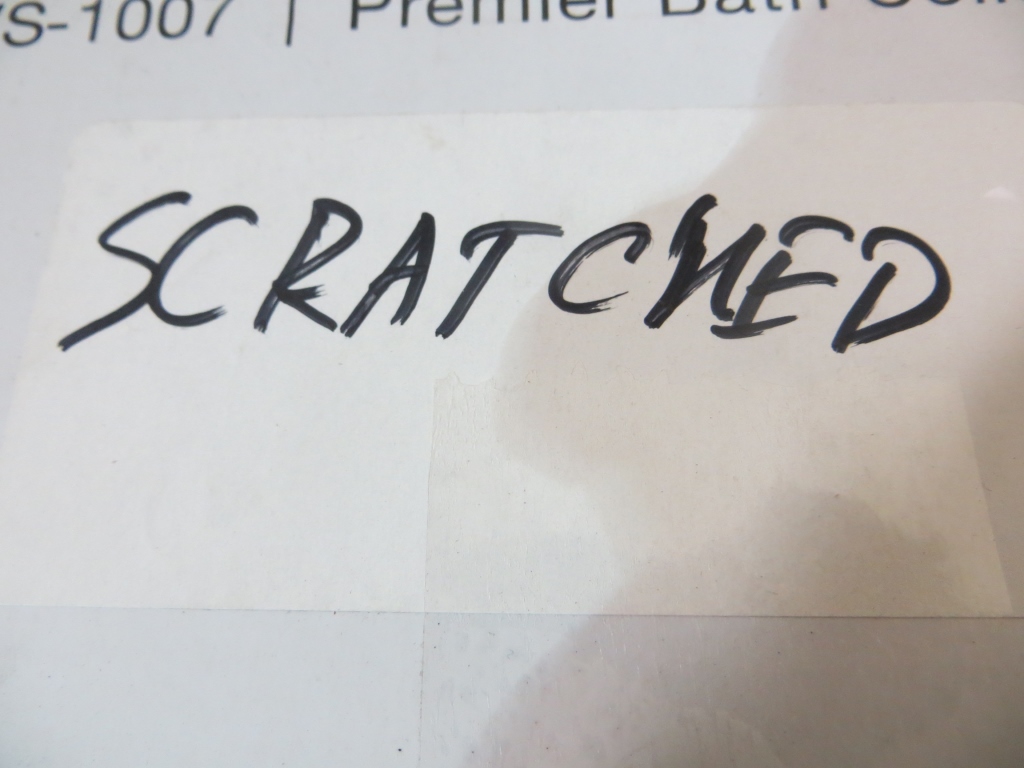 S-1007 | Premier Bath
SCRATCHED